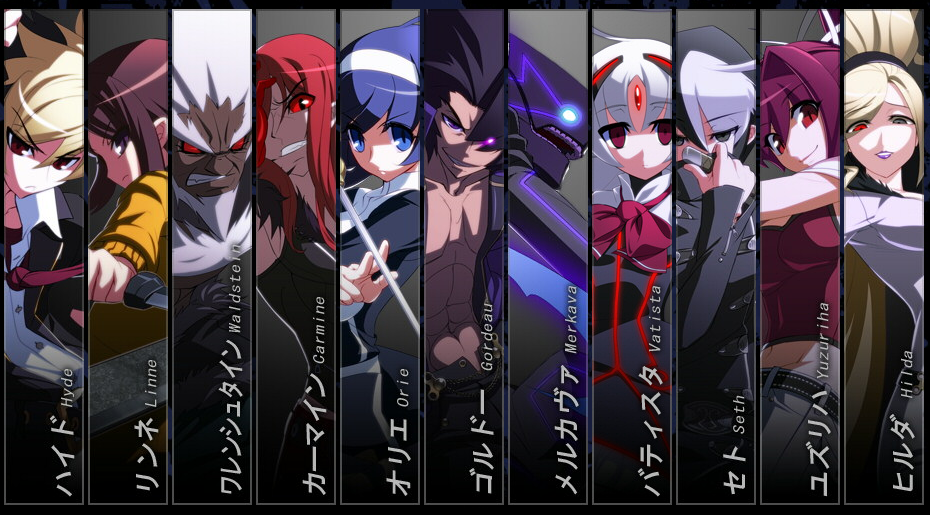 ハイド Hyde
リンネ Linne
ワレンシュタイン Waldstein
カーマイン Carmine
オリエ Orie
ゴルドー Gordeau
メルカヴァ Merkava
バティスタ Vatista
セト Seth
ユズリハ Yuzuriha
ヒルダ Hilda